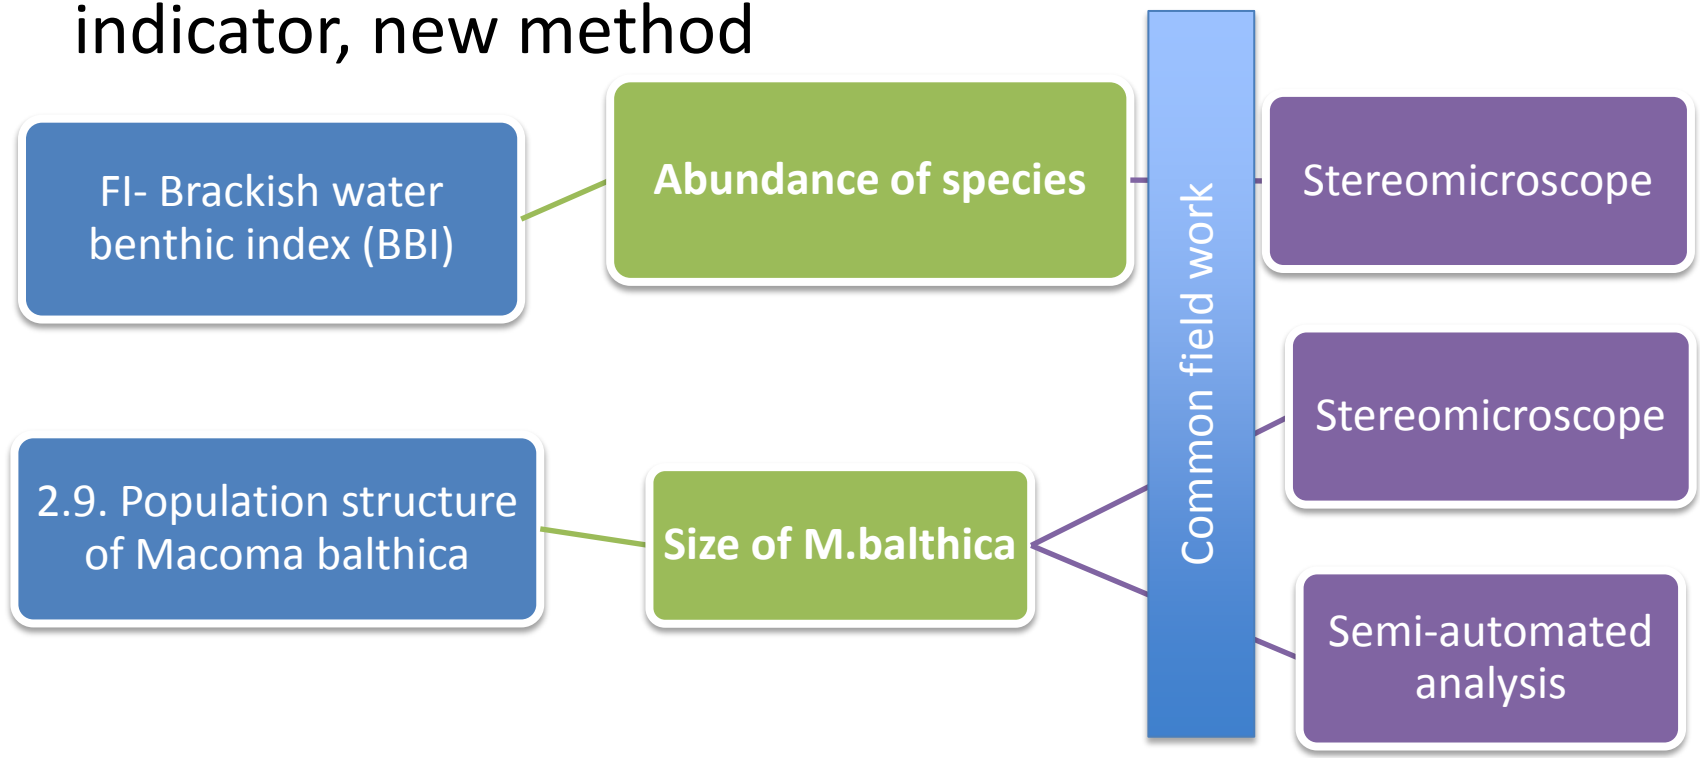 indicator, new method
FI- Brackish water
benthic index (BBI)
Abundance of species
Common field work
Stereomicroscope
2.9. Population structure
of Macoma balthica
Size of M.balthica
Stereomicroscope
Semi-automated
analysis